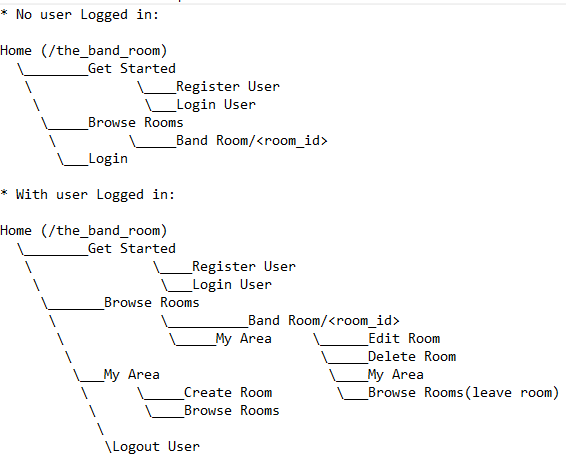 * No user Logged in:
Home (/the_band_room)
\________Get Started
\ \____Register User
\ \___Login User
\_____Browse Rooms
\ \_____Band Room/<room_id>
\___Login
* With user Logged in:
Home (/the_band_room)
\________Get Started
\ \____Register User
\ \___Login User
\_______Browse Rooms
\ \__________Band Room/<room_id>
\ \_____My Area \______Edit Room
\ \_____Delete Room
\___My Area \____My Area
\ \_____Create Room \___Browse Rooms(leave room)
\ \____Browse Rooms
\
\Logout User